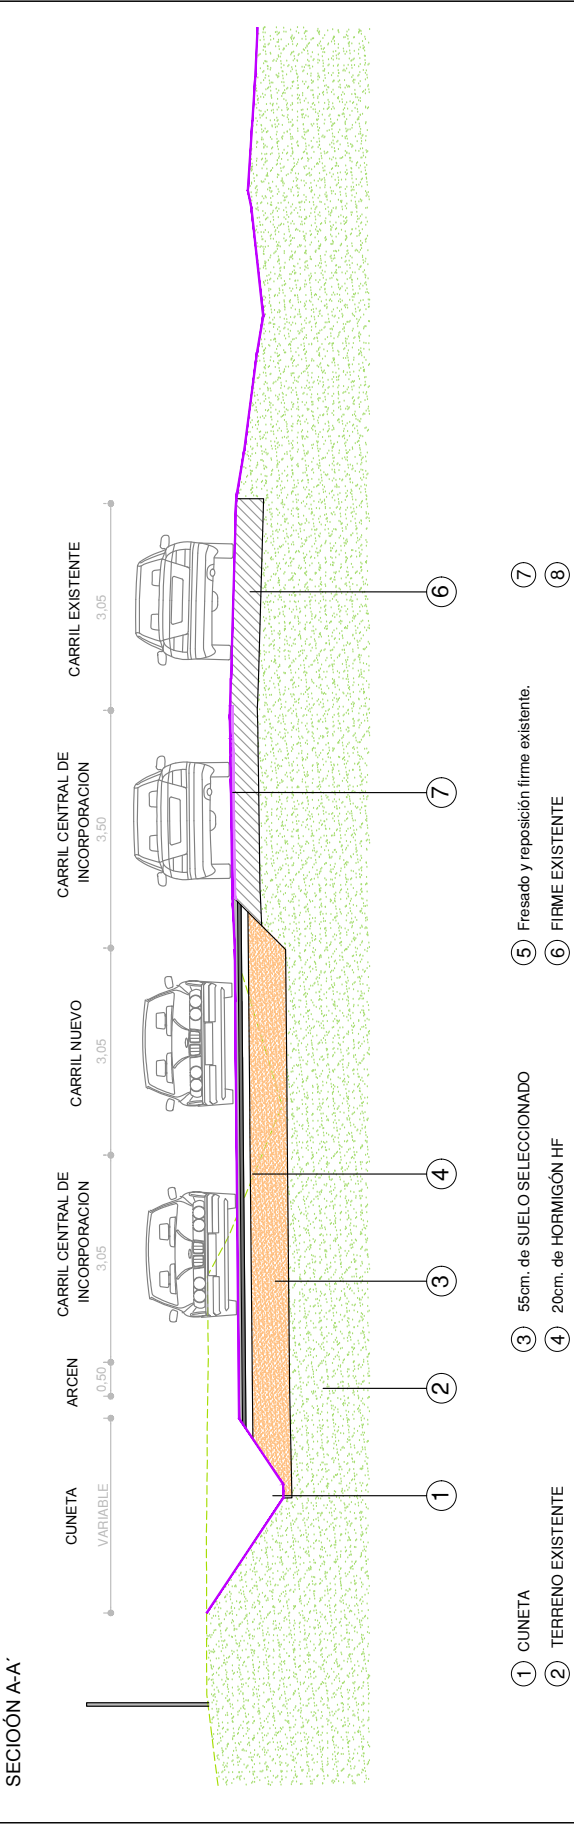 SECIOÓN A-A´
CUNETA
VARIABLE
ARCEN
0,50
CARRIL CENTRAL DE
INCORPORACION
3,05
CARRIL NUEVO
3,05
CARRIL CENTRAL DE
INCORPORACION
3,50
CARRIL EXISTENTE
3,05
1
2
3
4
7
6
1 CUNETA
2 TERRENO EXISTENTE
3 55cm. de SUELO SELECCIONADO
4 20cm. de HORMIGÓN HF
5 Fresado y reposición firme existente.
6 FIRME EXISTENTE
7
8